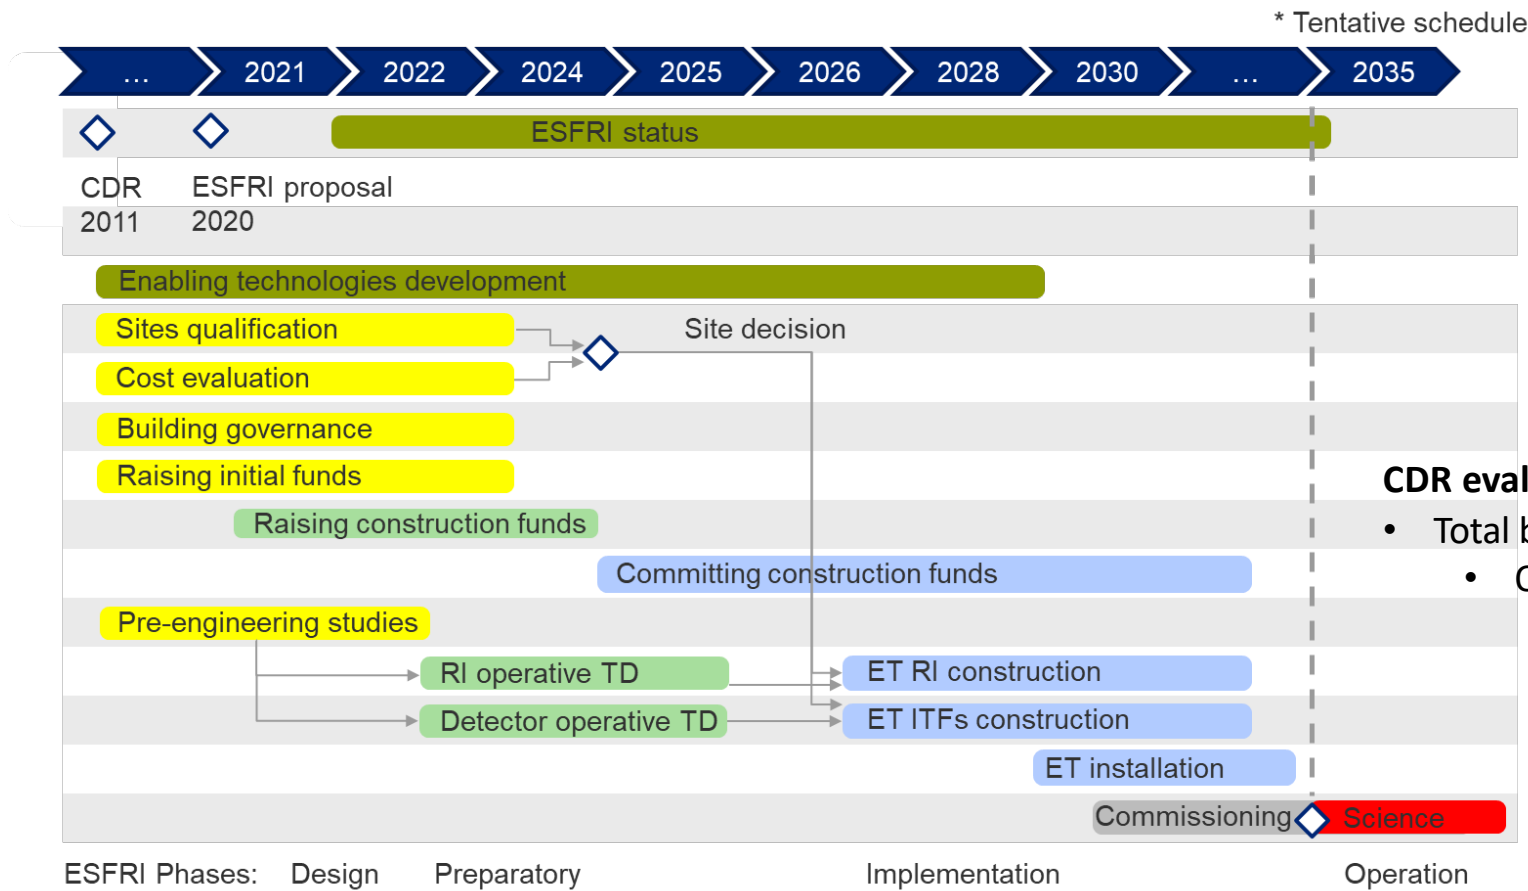 * Tentative schedule
... 2021 2022 2024 2025 2026 2028 2030 ... 2035
ESFRI status
CDR
2011
ESFRI proposal
2020
Enabling technologies development
Sites qualification
Site decision
Cost evaluation
Building governance
Raising initial funds
CDR eval
Raising construction funds
• Total b
Committing construction funds
Pre-engineering studies
RI operative TD
ET RI construction
Detector operative TD
ET ITFs construction
ET installation
Commissioning
Science
ESFRI Phases: Design Preparatory Implementation Operation